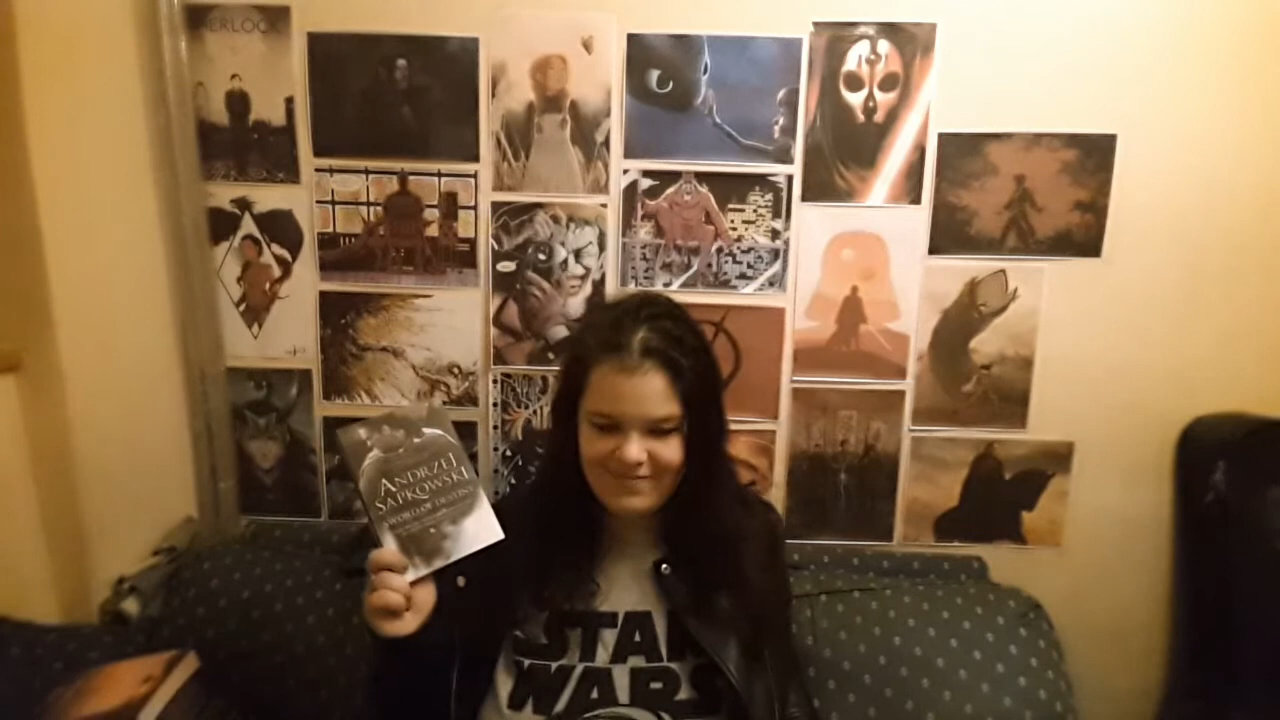 SHERLOCK
ANDRZEJ
SAPKOWSKI
SWORD OF DESTINY
STAR
WARS